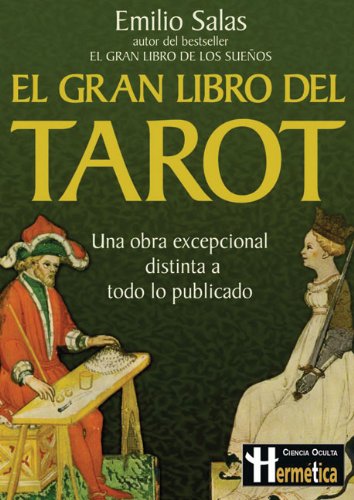 Emilio Salas
autor del bestseller
EL GRAN LIBRO DE LOS SUEÑOS
EL GRAN LIBRO DEL
TAROT
Una obra excepcional
distinta a
todo lo publicado
CIENCIA OCULTA
Hermética